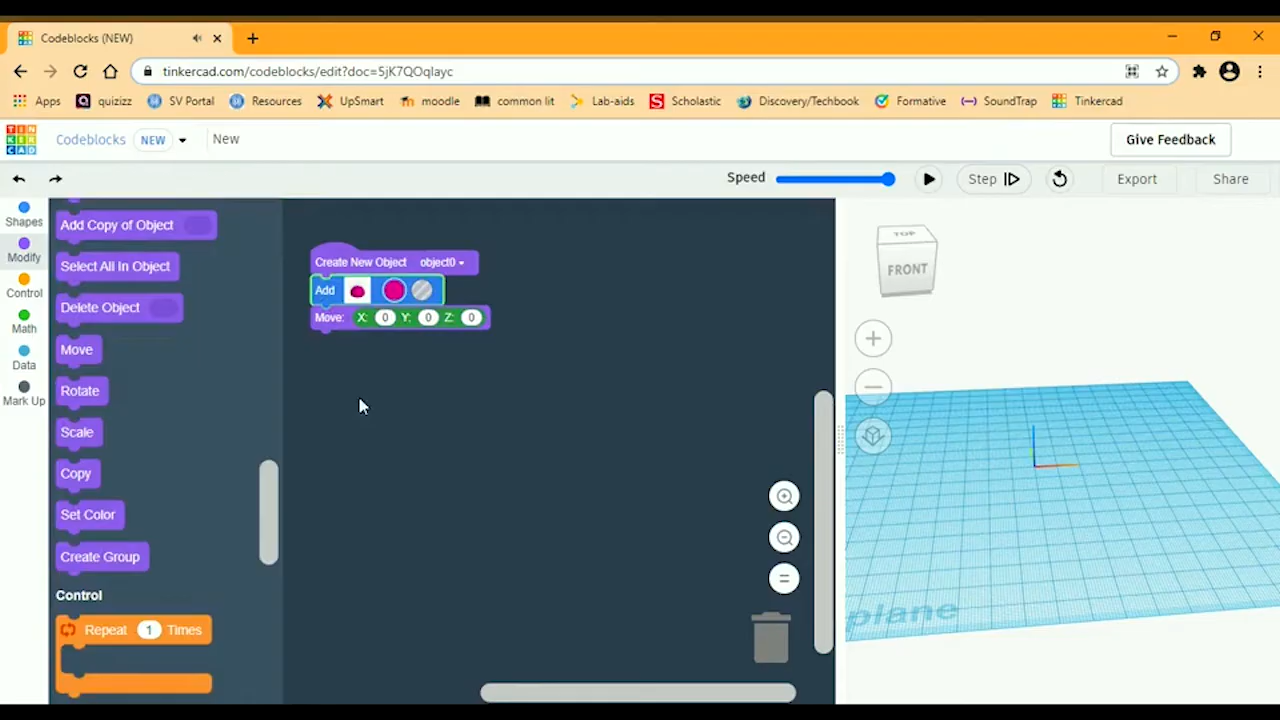 Codeblocks (NEW)
tinkercad.com/codeblocks/edit?doc=5jK7QOqlayc
Apps quizizz SV Portal Resources UpSmart moodle common lit Lab-aids Scholastic Discovery/Techbook Formative SoundTrap Tinkercad
TIN KER CAD Codeblocks NEW New Give Feedback
Speed Step Export Share
Shapes
Modify
Control
Math
Data
Mark Up
Add Copy of Object
Select All In Object
Delete Object
Move
Rotate
Scale
Copy
Set Color
Create Group
Control
Repeat 1 Times
Create New Object object0
Add
Move: X: 0 Y: 0 Z: 0
TOP
FRONT
plane